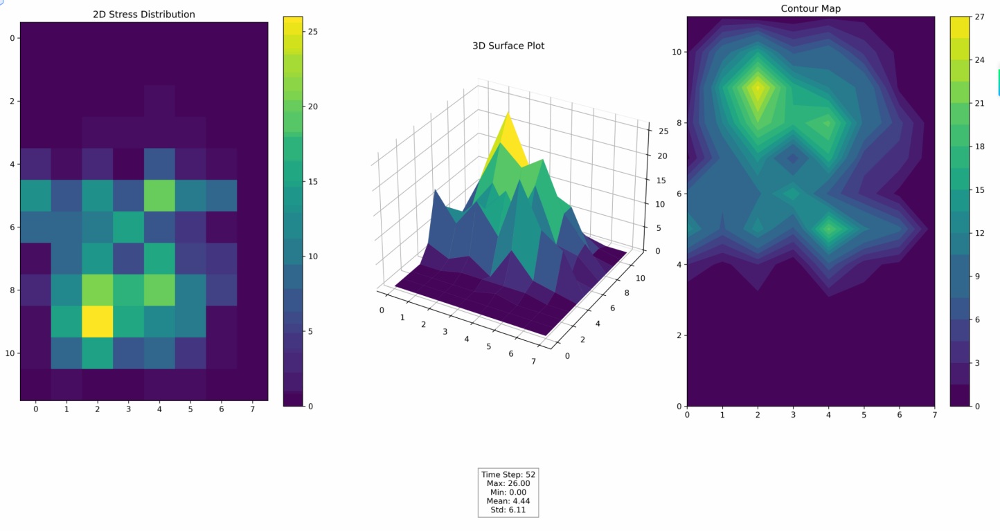 2D Stress Distribution
0
2
4
6
8
10
0 1 2 3 4 5 6 7
25
20
15
10
5
0
3D Surface Plot
25
20
15
10
5
0
0 1 2 3 4 5 6 7
0 2 4 6 8 10
Contour Map
10
8
6
4
2
0
0 1 2 3 4 5 6 7
27
24
21
18
15
12
9
6
3
0
Time Step: 52
Max: 26.00
Min: 0.00
Mean: 4.44
Std: 6.11